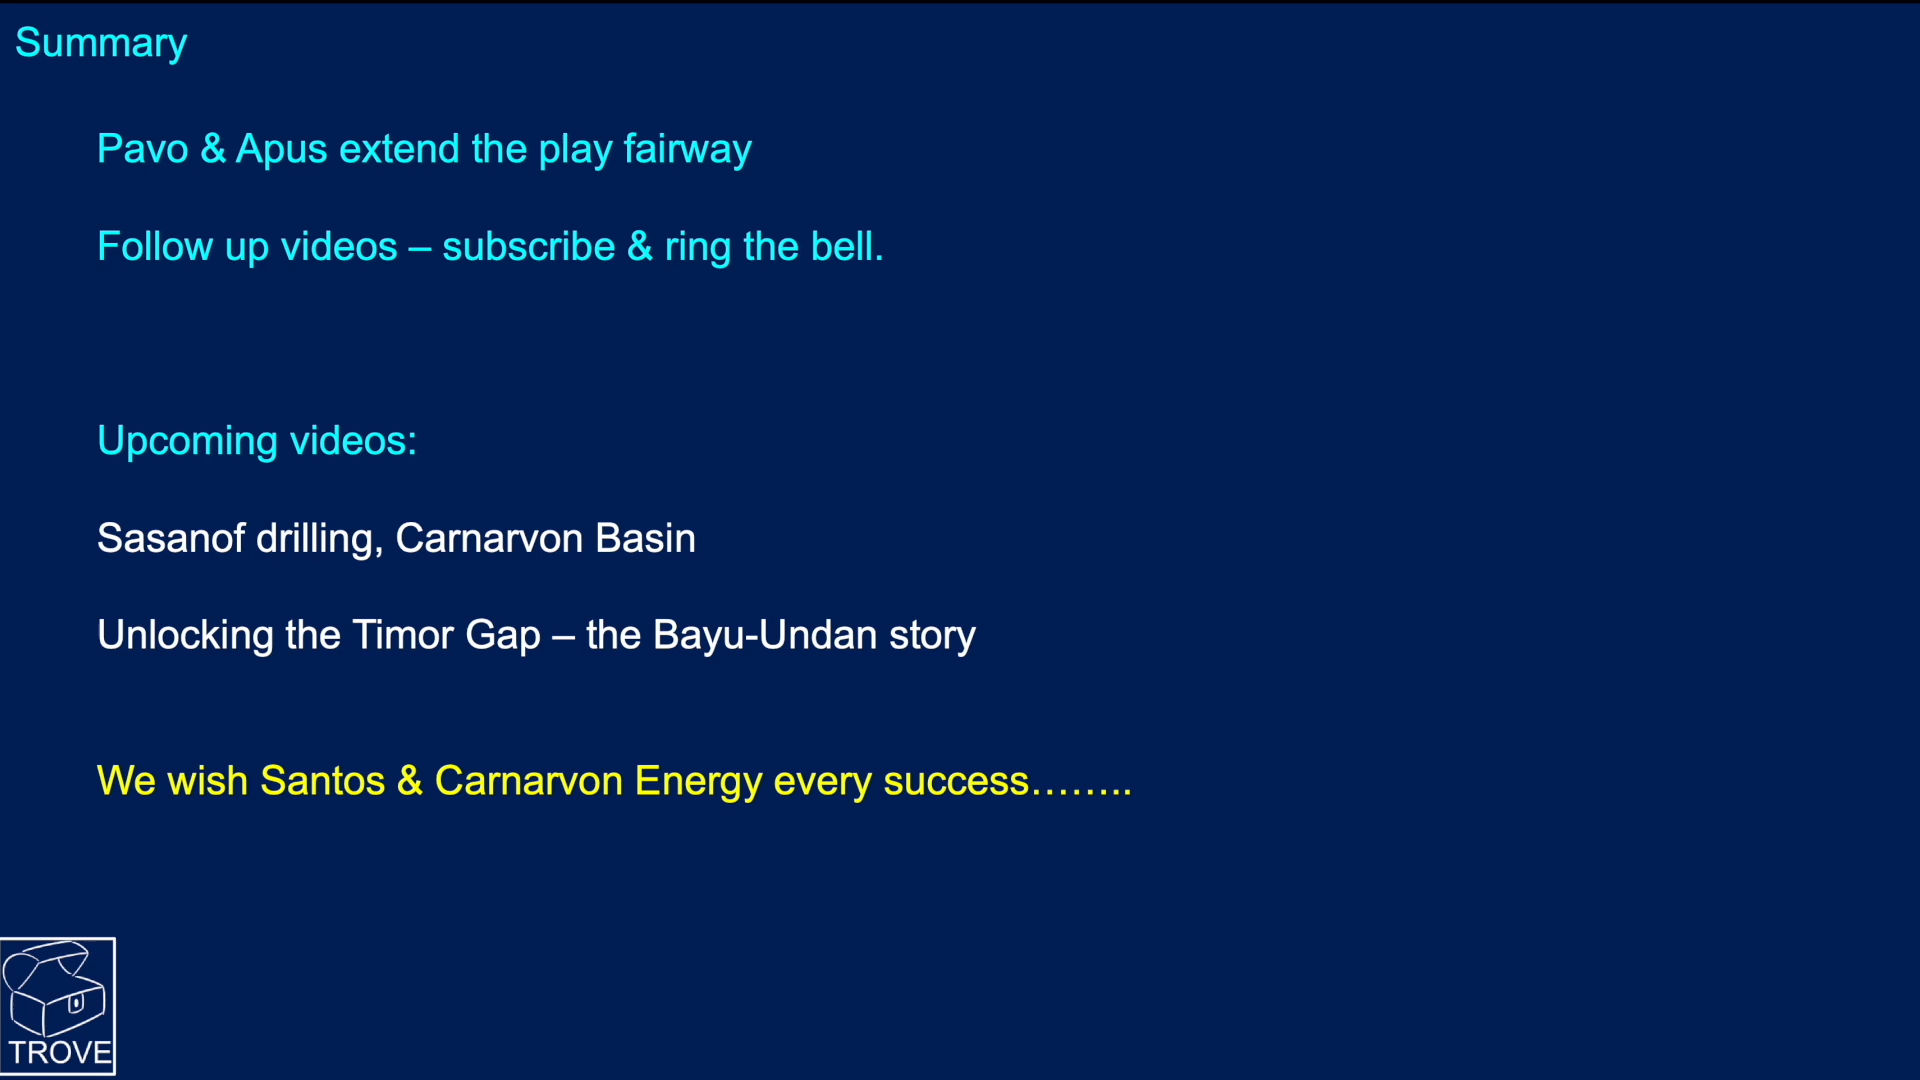 Summary
Pavo & Apus extend the play fairway
Follow up videos – subscribe & ring the bell.
Upcoming videos:
Sasanof drilling, Carnarvon Basin
Unlocking the Timor Gap – the Bayu-Undan story
We wish Santos & Carnarvon Energy every success……..
TROVE